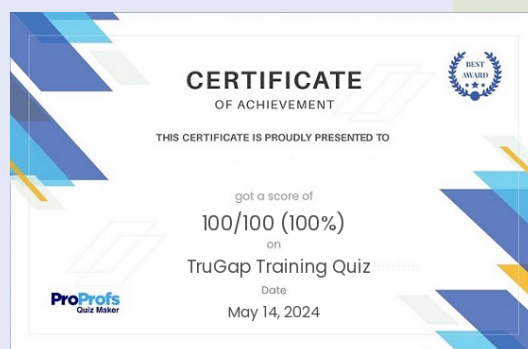 BEST
AWARD
CERTIFICATE
OF ACHIEVEMENT
THIS CERTIFICATE IS PROUDLY PRESENTED TO
got a score of
100/100 (100%)
on
TruGap Training Quiz
Date
May 14, 2024
ProProfs
Quiz Maker